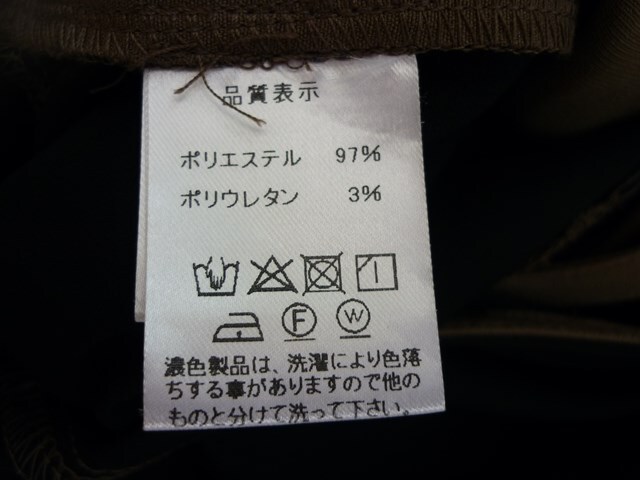 品質表示
ポリエステル 97%
ポリウレタン 3%
F W
濃色製品は、洗濯により色落
ちする事がありますので他の
ものと分けて洗って下さい。